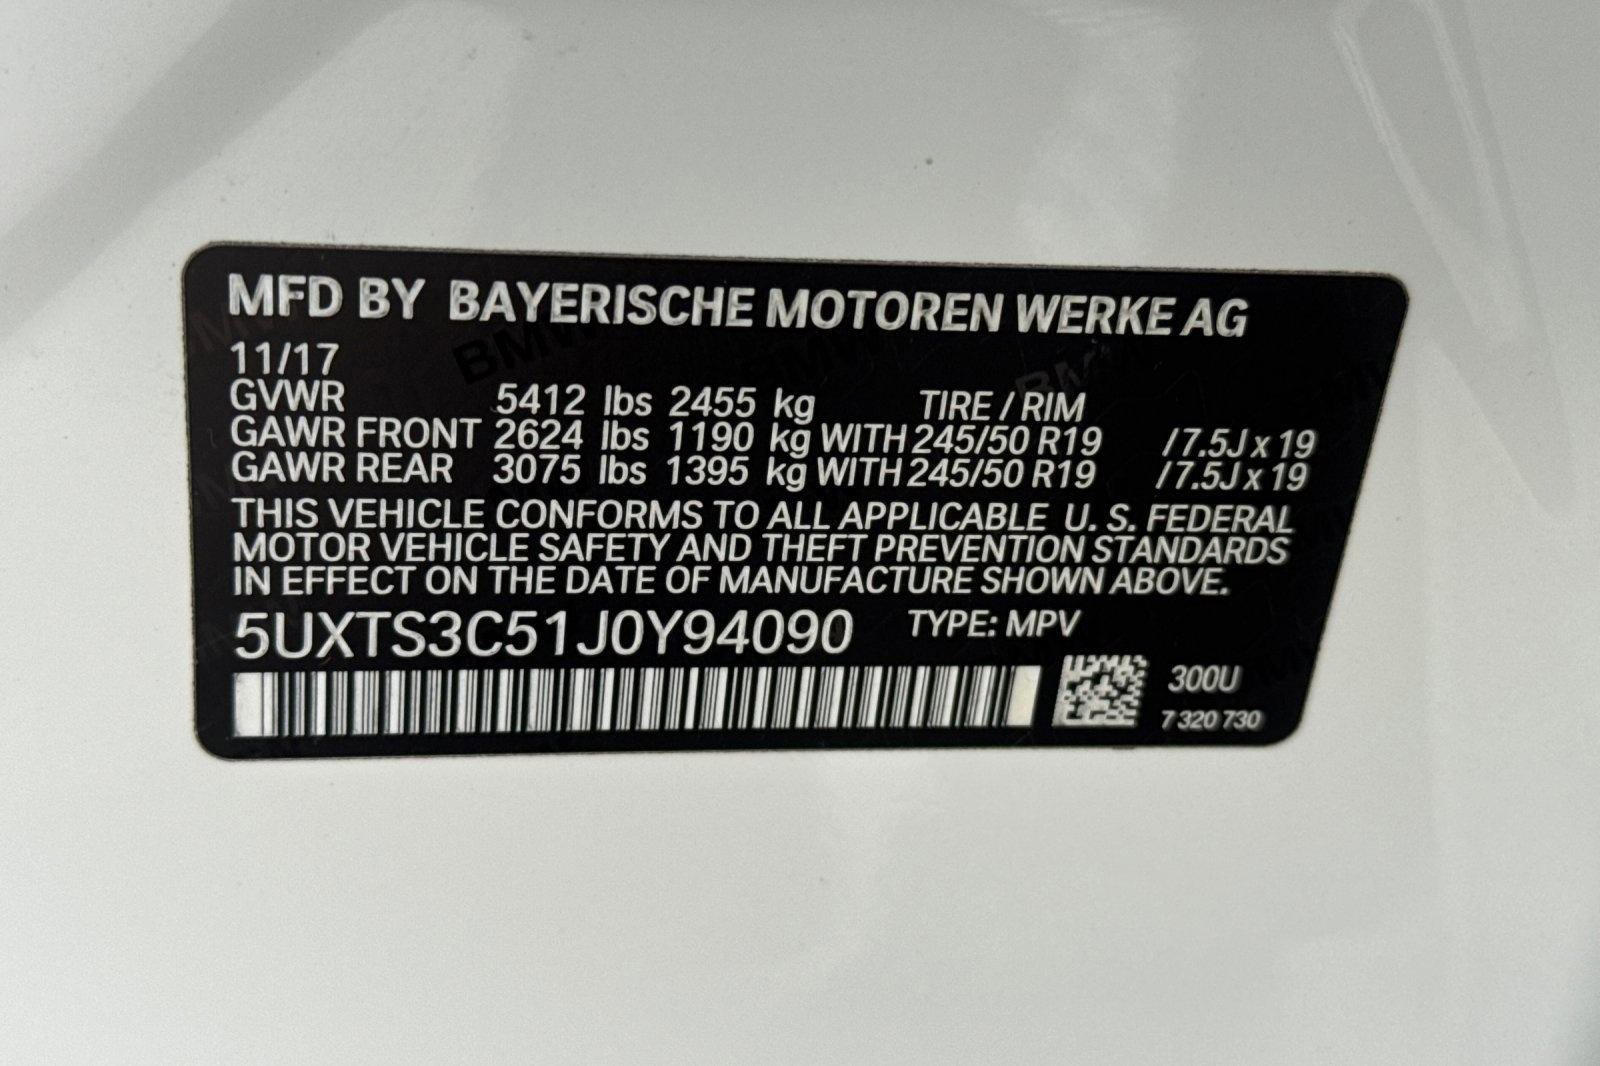 MFD BY BAYERISCHE MOTOREN WERKE AG
11/17
GVWR 5412 lbs 2455 kg TIRE / RIM
GAWR FRONT 2624 lbs 1190 kg WITH 245/50 R19 / 7.5J x 19
GAWR REAR 3075 lbs 1395 kg WITH 245/50 R19 / 7.5J x 19
THIS VEHICLE CONFORMS TO ALL APPLICABLE U. S. FEDERAL
MOTOR VEHICLE SAFETY AND THEFT PREVENTION STANDARDS
IN EFFECT ON THE DATE OF MANUFACTURE SHOWN ABOVE.
5UXTS3C51J0Y94090 TYPE: MPV
300U
7 320 730